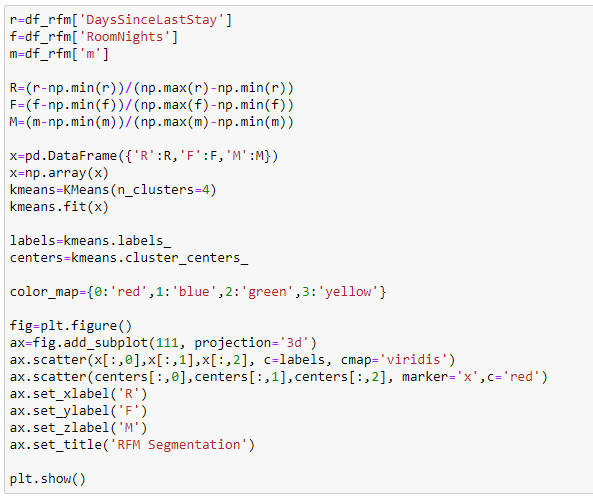 r=df_rfm['DaysSinceLastStay']
f=df_rfm['RoomNights']
m=df_rfm['m']

R=(r-np.min(r))/(np.max(r)-np.min(r))
F=(f-np.min(f))/(np.max(f)-np.min(f))
M=(m-np.min(m))/(np.max(m)-np.min(m))

x=pd.DataFrame({'R':R,'F':F,'M':M})
x=np.array(x)
kmeans=KMeans(n_clusters=4)
kmeans.fit(x)

labels=kmeans.labels_
centers=kmeans.cluster_centers_

color_map={0:'red',1:'blue',2:'green',3:'yellow'}

fig=plt.figure()
ax=fig.add_subplot(111, projection='3d')
ax.scatter(x[:,0],x[:,1],x[:,2], c=labels, cmap='viridis')
ax.scatter(centers[:,0],centers[:,1],centers[:,2], marker='x',c='red')
ax.set_xlabel('R')
ax.set_ylabel('F')
ax.set_zlabel('M')
ax.set_title('RFM Segmentation')

plt.show()